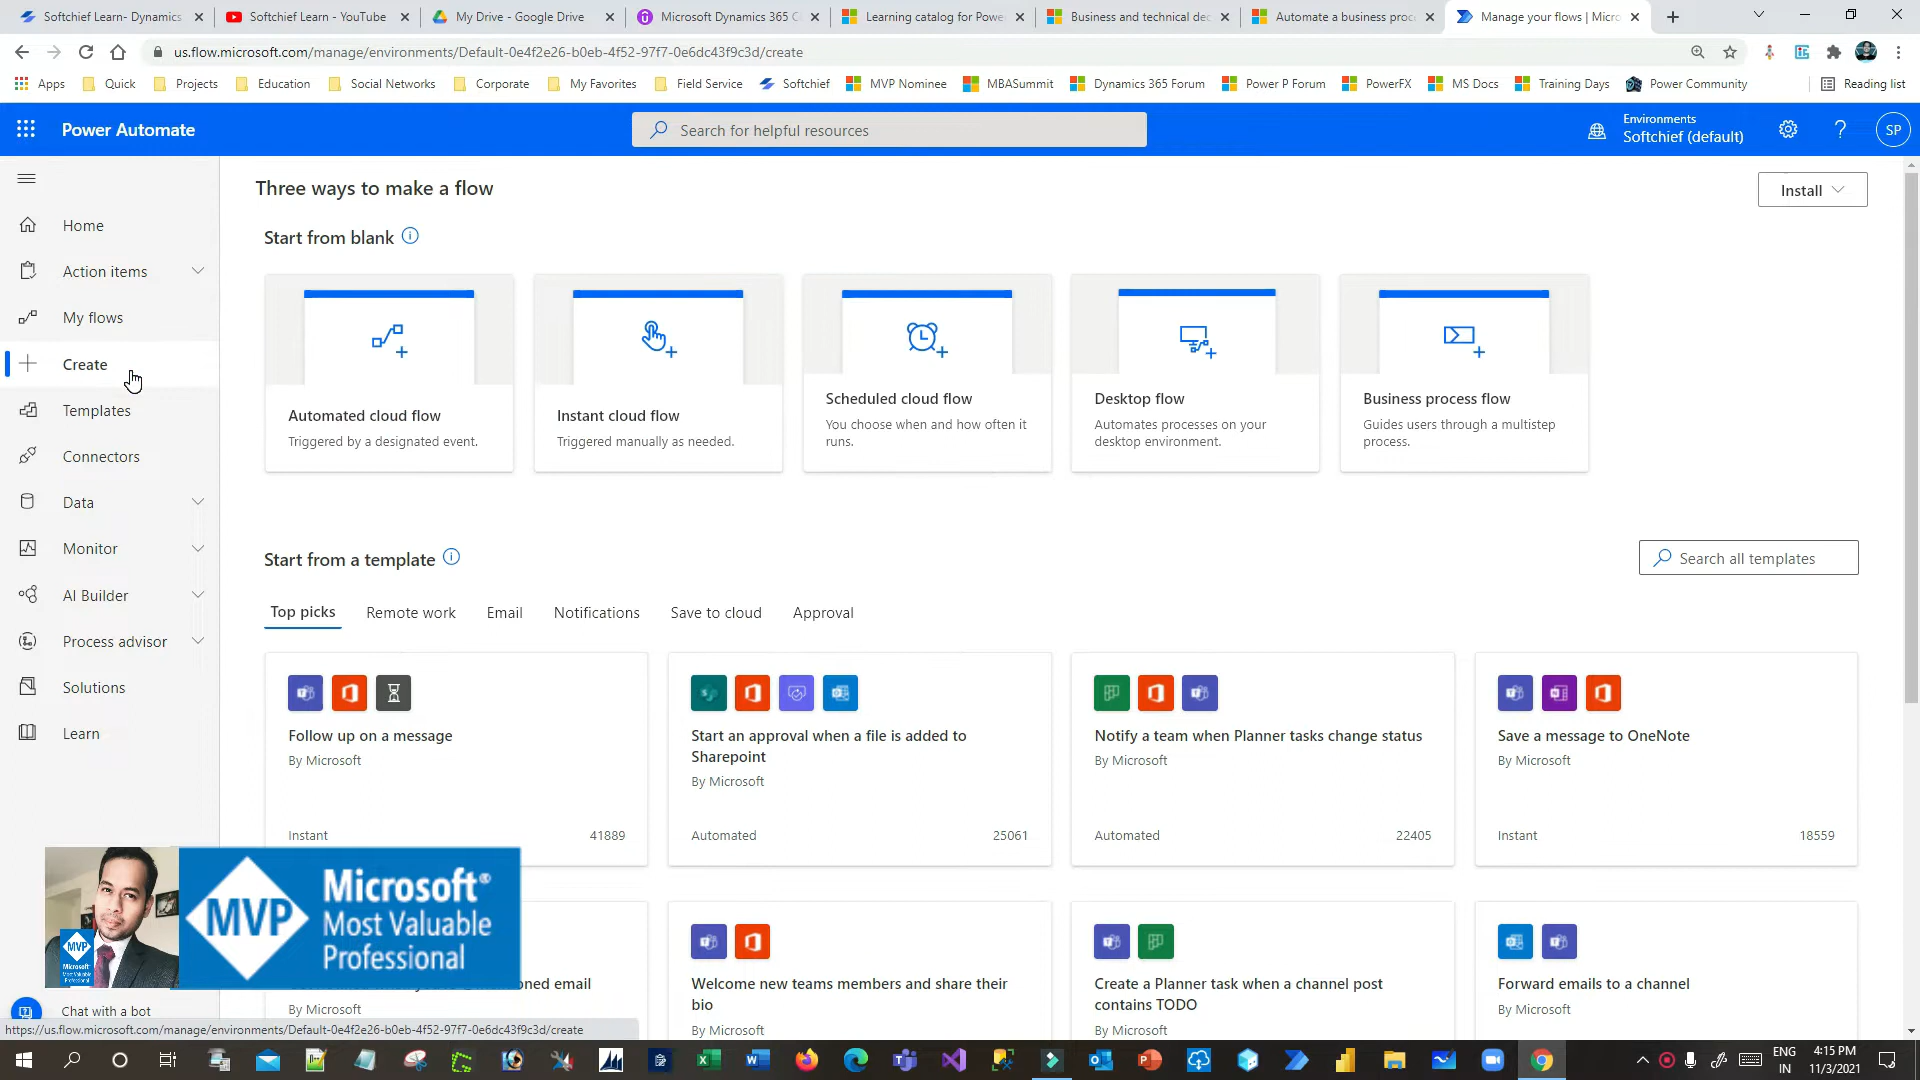 Softchief Learn- Dynamics
Softchief Learn - YouTube
My Drive - Google Drive
Microsoft Dynamics 365 C
Learning catalog for Powe
Business and technical dec
Automate a business proce
Manage your flows | Micro
us.flow.microsoft.com/manage/environments/Default-0e4f2e26-b0eb-4f52-97f7-0e6dc43f9c3d/create
Apps
Quick
Projects
Education
Social Networks
Corporate
My Favorites
Field Service
Softchief
MVP Nominee
MBASummit
Dynamics 365 Forum
Power P Forum
PowerFX
MS Docs
Training Days
Power Community
Reading list
Power Automate
Search for helpful resources
Environments
Softchief (default)
SP
Home
Action items
My flows
Create
Templates
Connectors
Data
Monitor
AI Builder
Process advisor
Solutions
Learn
Three ways to make a flow
Install
Start from blank
Automated cloud flow
Triggered by a designated event.
Instant cloud flow
Triggered manually as needed.
Scheduled cloud flow
You choose when and how often it
runs.
Desktop flow
Automates processes on your
desktop environment.
Business process flow
Guides users through a multistep
process.
Start from a template
Search all templates
Top picks
Remote work
Email
Notifications
Save to cloud
Approval
Follow up on a message
By Microsoft
Instant
41889
Start an approval when a file is added to
Sharepoint
By Microsoft
Automated
25061
Notify a team when Planner tasks change status
By Microsoft
Automated
22405
Save a message to OneNote
By Microsoft
Instant
18559
email
By Microsoft
Welcome new teams members and share their
bio
By Microsoft
Create a Planner task when a channel post
contains TODO
By Microsoft
Forward emails to a channel
By Microsoft
MVP
Microsoft®
Most Valuable
Professional
MVP
Microsoft
Most Valuable
Professional
Chat with a bot
https://us.flow.microsoft.com/manage/environments/Default-0e4f2e26-b0eb-4f52-97f7-0e6dc43f9c3d/create
ENG
IN
4:15 PM
11/3/2021